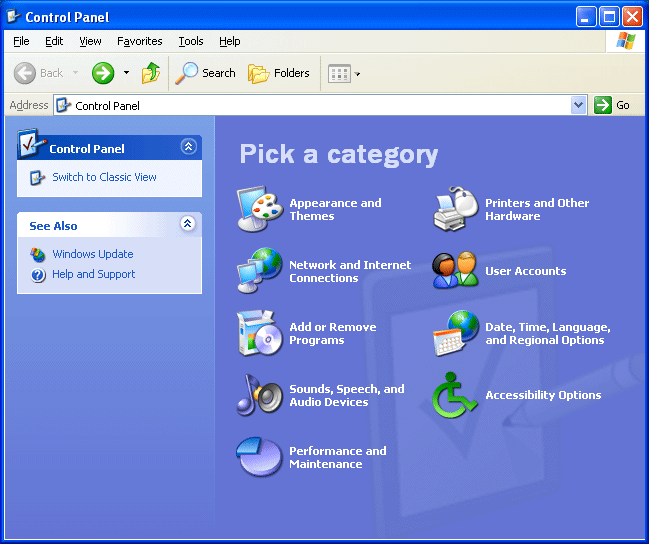 Control Panel
File Edit View Favorites Tools Help
Back Search Folders
Address Control Panel Go
Control Panel
Switch to Classic View
See Also
Windows Update
Help and Support
Pick a category
Appearance and
Themes
Printers and Other
Hardware
Network and Internet
Connections
User Accounts
Add or Remove
Programs
Date, Time, Language,
and Regional Options
Sounds, Speech, and
Audio Devices
Accessibility Options
Performance and
Maintenance